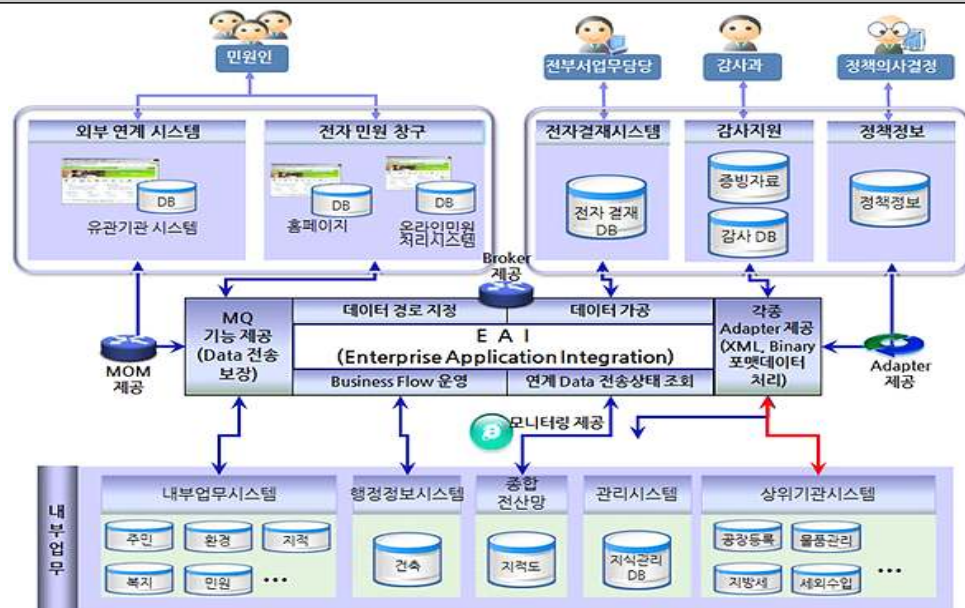 민원인
전부서업무담당
감사과
정책의사결정
외부 연계 시스템
전자 민원 창구
전자결재시스템
감사지원
정책정보
DB
유관기관 시스템
DB
홈페이지
DB
온라인민원
처리시스템
전자 결재
DB
증빙자료
감사 DB
정책정보
Broker
제공
MQ
기능 제공
(Data 전송
보장)
데이터 경로 지정
데이터 가공
E A I
(Enterprise Application Integration)
Business Flow 운영
연계 Data 전송상태 조회
각종
Adapter 제공
(XML, Binary
포맷데이터
처리)
MOM
제공
Adapter
제공
모니터링 제공
내부업무
내부업무시스템
주민
환경
지적
복지
민원
...
행정정보시스템
건축
종합
전산망
지적도
관리시스템
지식관리
DB
상위기관시스템
공장등록
물품관리
지방세
세외수입
...